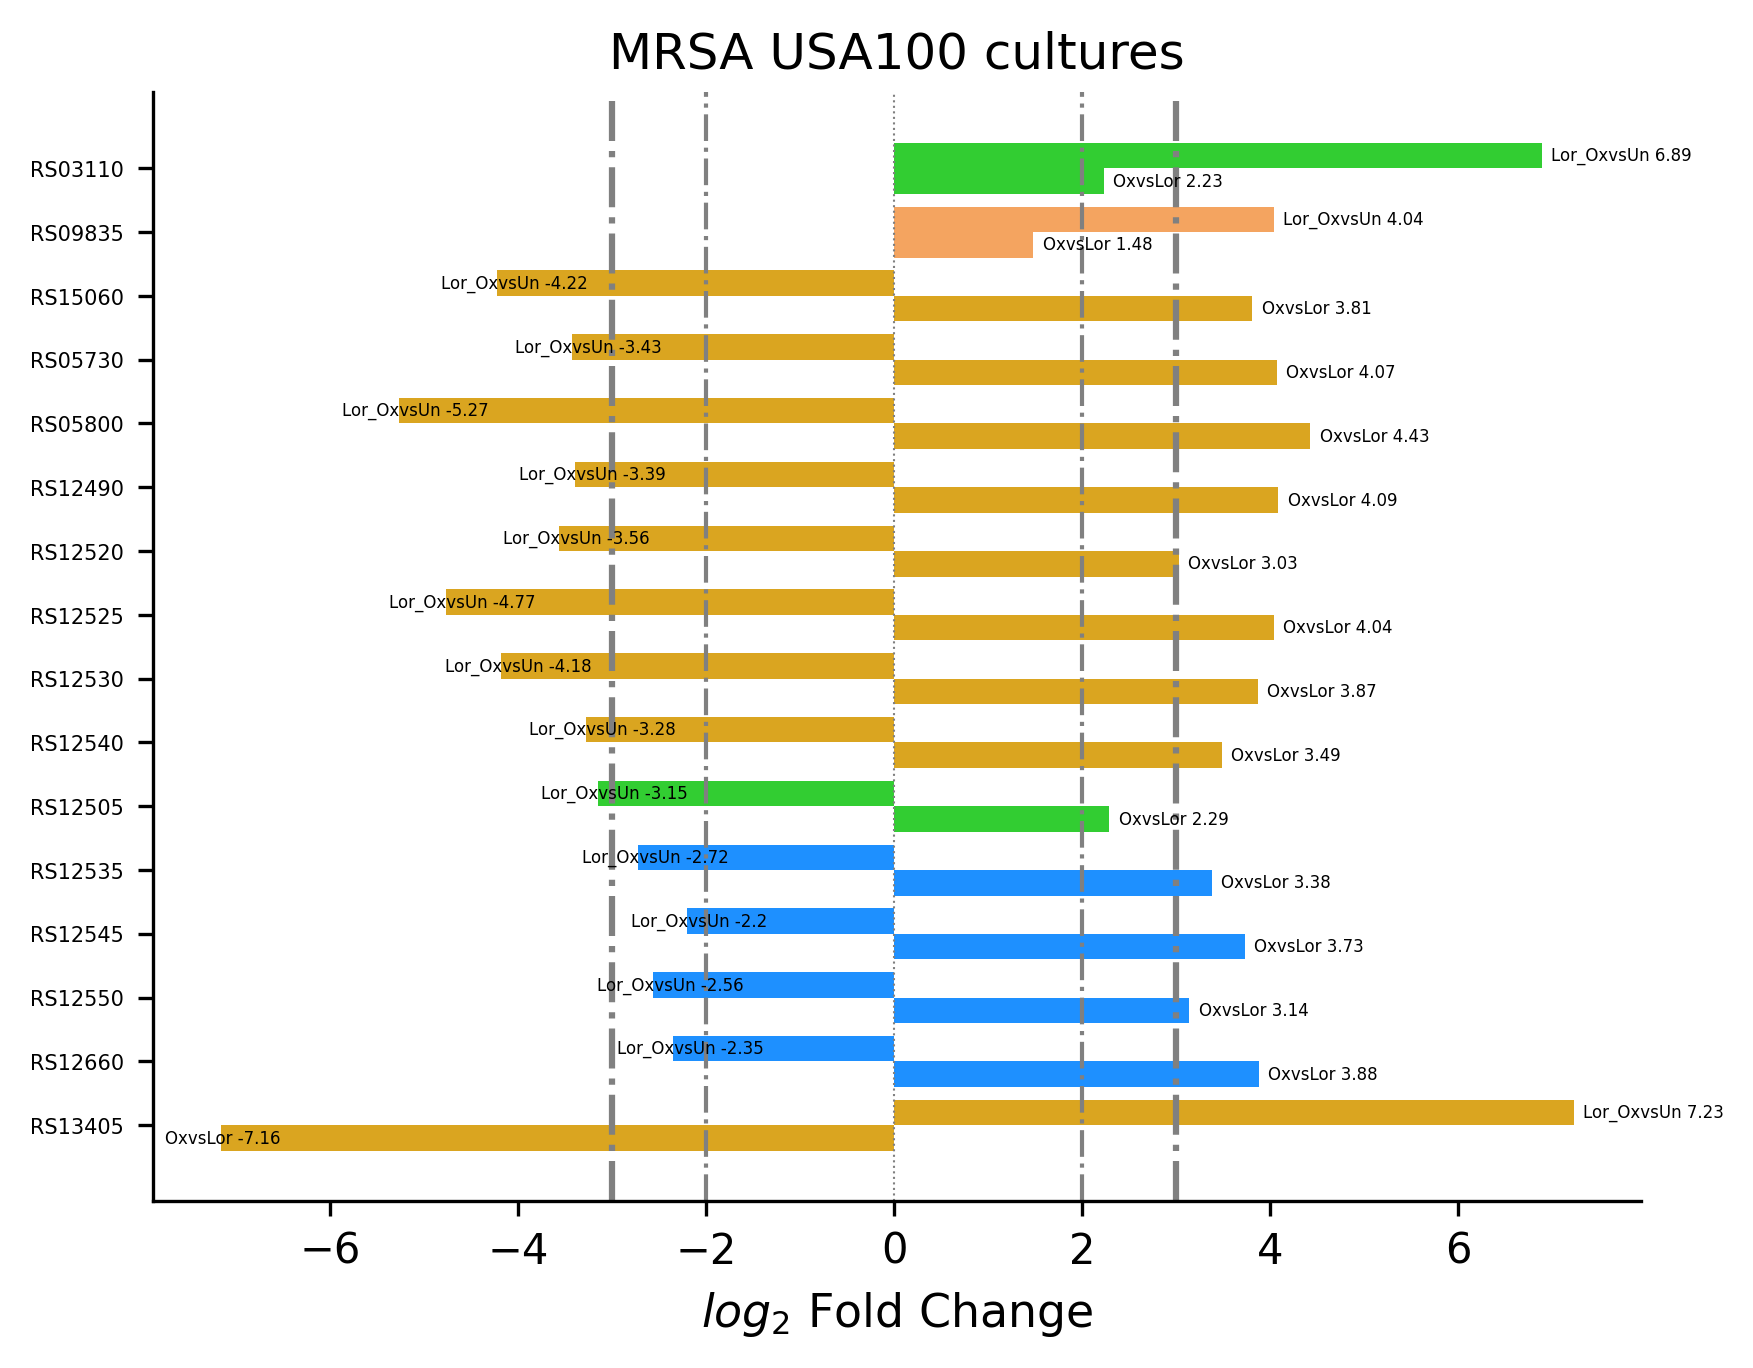 MRSA USA100 cultures
RS03110
Lor_OxvsUn 6.89
OxvsLor 2.23
RS09835
Lor_OxvsUn 4.04
OxvsLor 1.48
RS15060
Lor_OxvsUn -4.22
OxvsLor 3.81
RS05730
Lor_OxvsUn -3.43
OxvsLor 4.07
RS05800
Lor_OxvsUn -5.27
OxvsLor 4.43
RS12490
Lor_OxvsUn -3.39
OxvsLor 4.09
RS12520
Lor_OxvsUn -3.56
OxvsLor 3.03
RS12525
Lor_OxvsUn -4.77
OxvsLor 4.04
RS12530
Lor_OxvsUn -4.18
OxvsLor 3.87
RS12540
Lor_OxvsUn -3.28
OxvsLor 3.49
RS12505
Lor_OxvsUn -3.15
OxvsLor 2.29
RS12535
Lor_OxvsUn -2.72
OxvsLor 3.38
RS12545
Lor_OxvsUn -2.2
OxvsLor 3.73
RS12550
Lor_OxvsUn -2.56
OxvsLor 3.14
RS12660
Lor_OxvsUn -2.35
OxvsLor 3.88
RS13405
Lor_OxvsUn 7.23
OxvsLor -7.16
−6 −4 −2 0 2 4 6
log₂ Fold Change